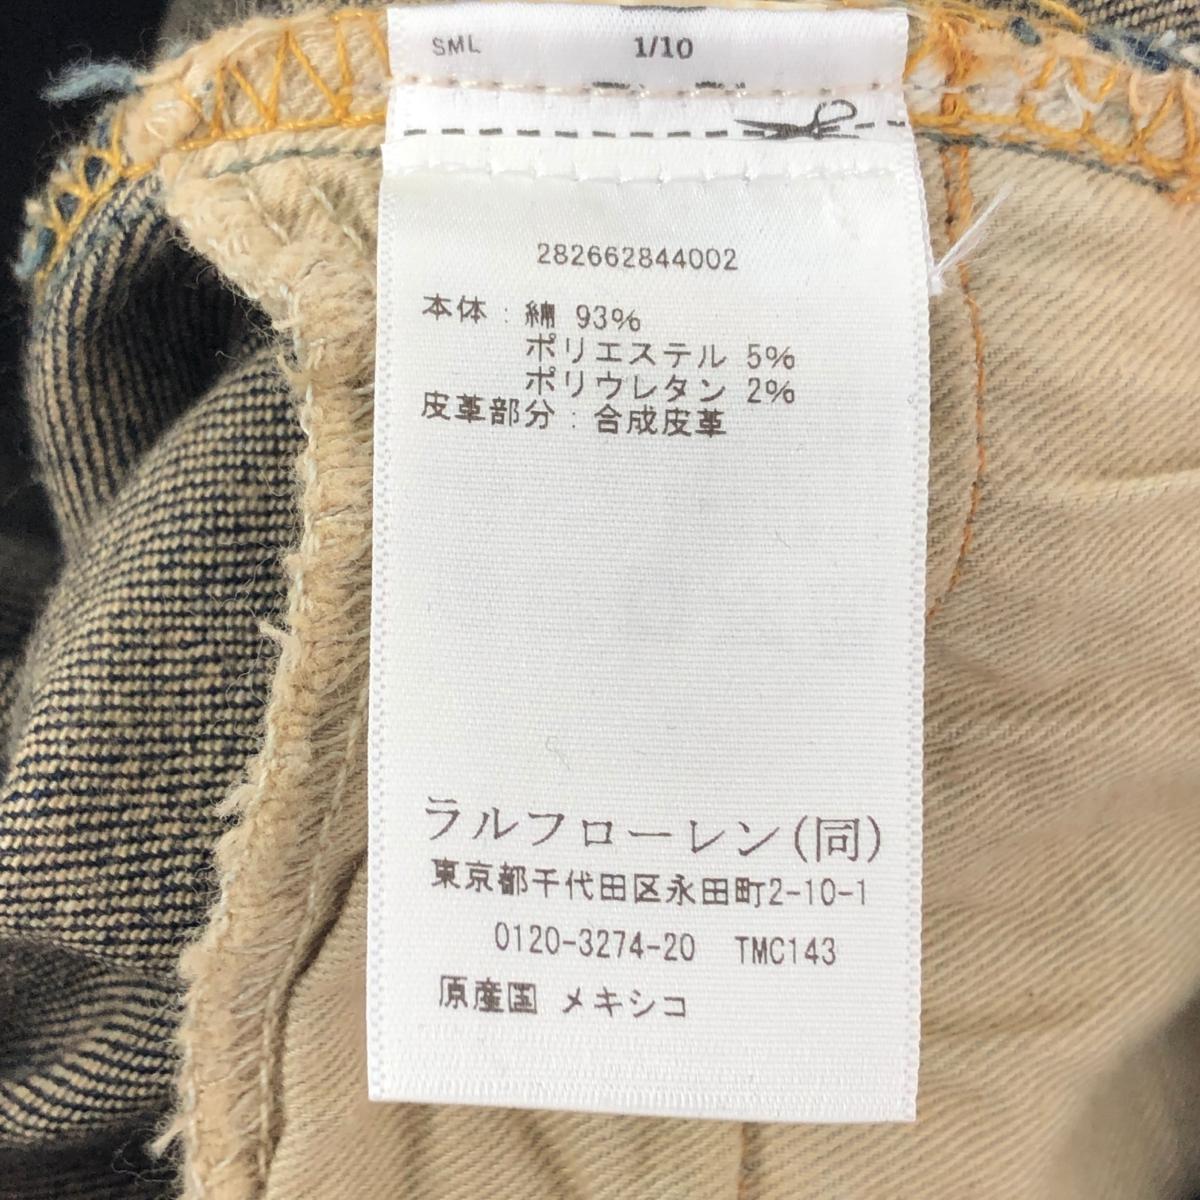 SML 1/10
282662844002
本体:綿 93%
ポリエステル 5%
ポリウレタン 2%
皮革部分:合成皮革
ラルフローレン(同)
東京都千代田区永田町2-10-1
0120-3274-20 TMC143
原産国 メキシコ